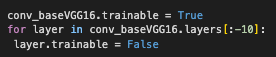 conv_baseVGG16.trainable = True
for layer in conv_baseVGG16.layers[:-10]:
 layer.trainable = False